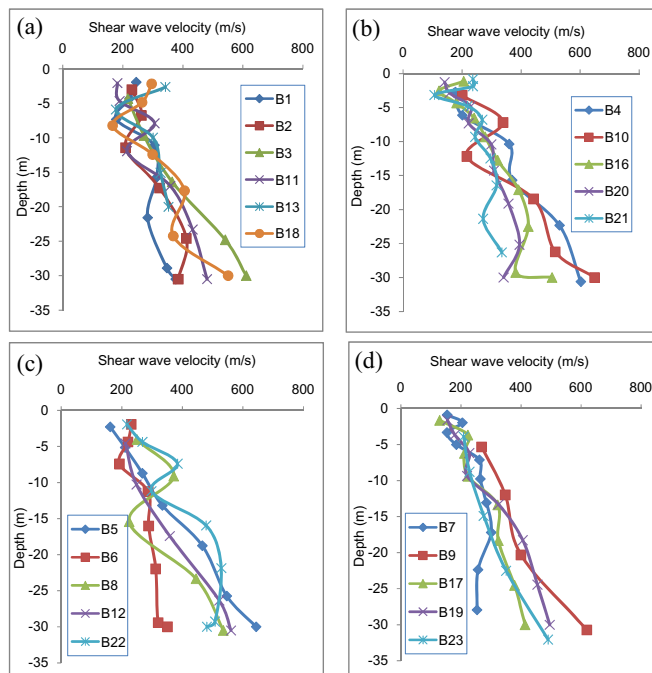 (a)
Shear wave velocity (m/s)
0 200 400 600 800
0
-5
-10
-15
-20
-25
-30
-35
Depth (m)
B1
B2
B3
B11
B13
B18
(b)
Shear wave velocity (m/s)
0 200 400 600 800
0
-5
-10
-15
-20
-25
-30
-35
Depth (m)
B4
B10
B16
B20
B21
(c)
Shear wave velocity (m/s)
0 200 400 600 800
0
-5
-10
-15
-20
-25
-30
-35
Depth (m)
B5
B6
B8
B12
B22
(d)
Shear wave velocity (m/s)
0 200 400 600 800
0
-5
-10
-15
-20
-25
-30
-35
Depth (m)
B7
B9
B17
B19
B23